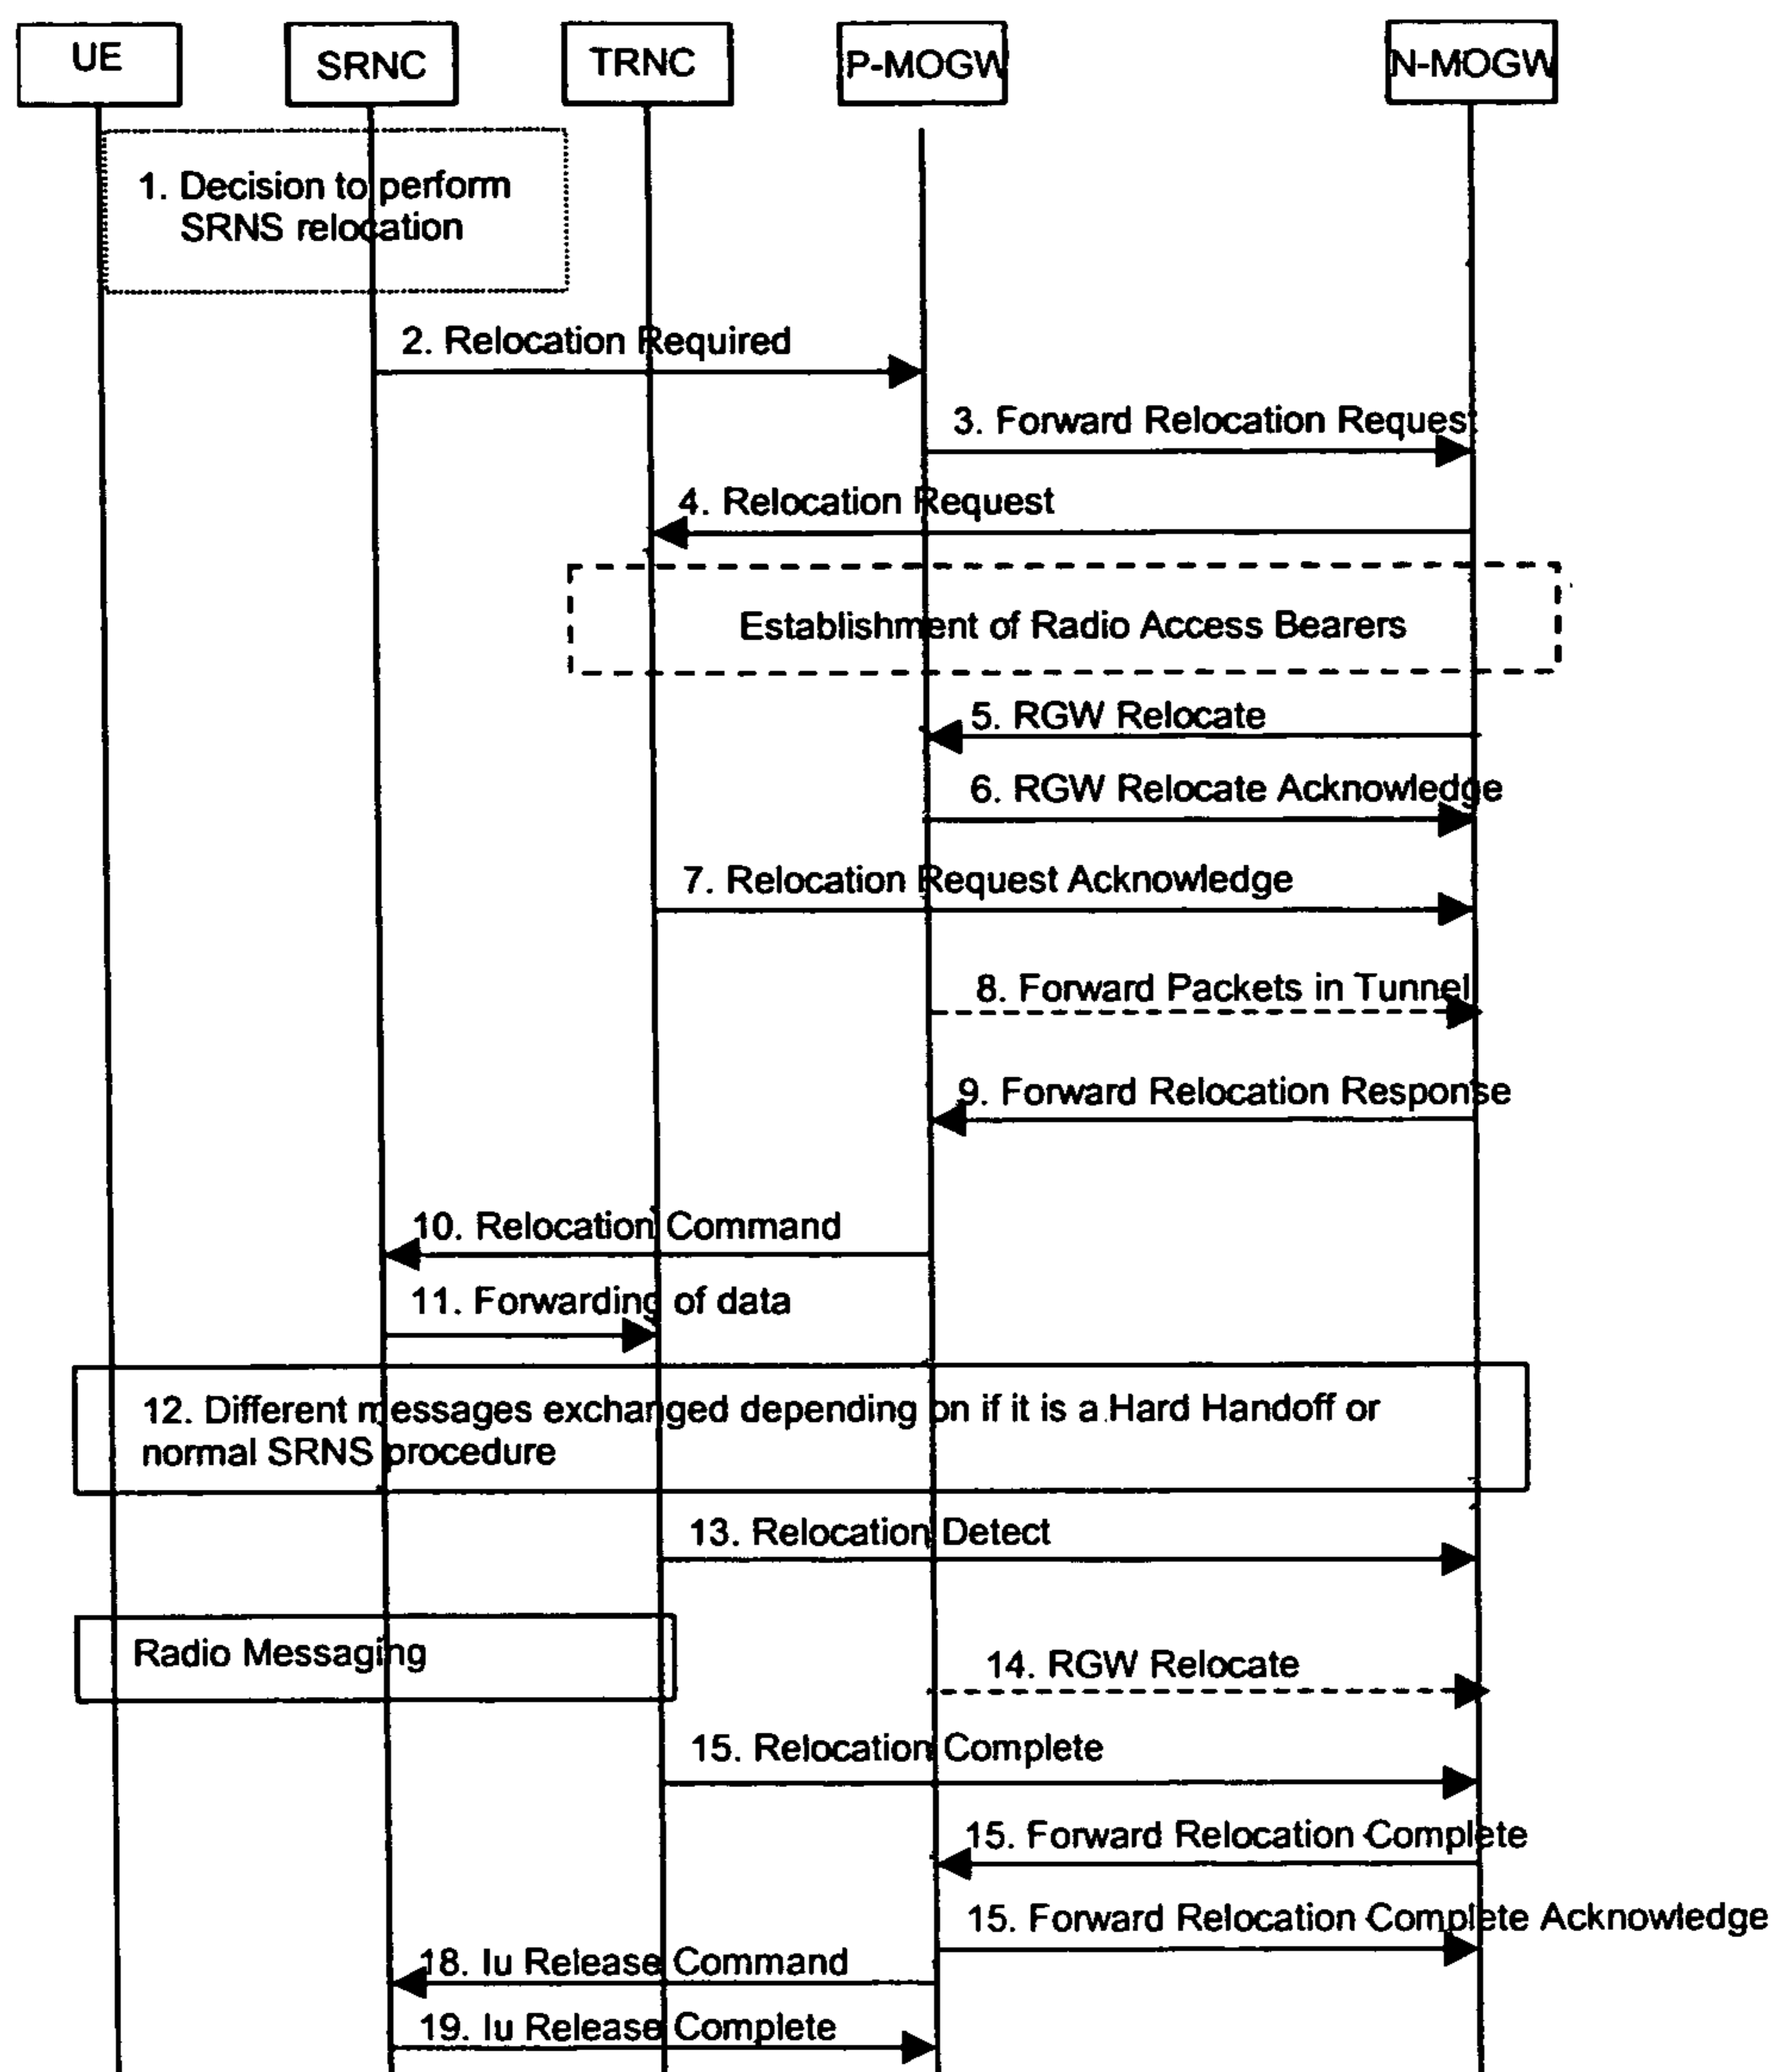 UE
SRNC
TRNC
P-MOGW
N-MOGW
1. Decision to perform
SRNS relocation
2. Relocation Required
3. Forward Relocation Reques
4. Relocation Request
Establishment of Radio Access Bearers
5. RGW Relocate
6. RGW Relocate Acknowledge
7. Relocation Request Acknowledge
8. Forward Packets in Tunnel
9. Forward Relocation Response
10. Relocation Command
11. Forwarding of data
12. Different messages exchanged depending on if it is a Hard Handoff or
normal SRNS procedure
13. Relocation Detect
Radio Messaging
14. RGW Relocate
15. Relocation Complete
15. Forward Relocation Complete
15. Forward Relocation Complete Acknowledge
18. Iu Release Command
19. Iu Release Complete